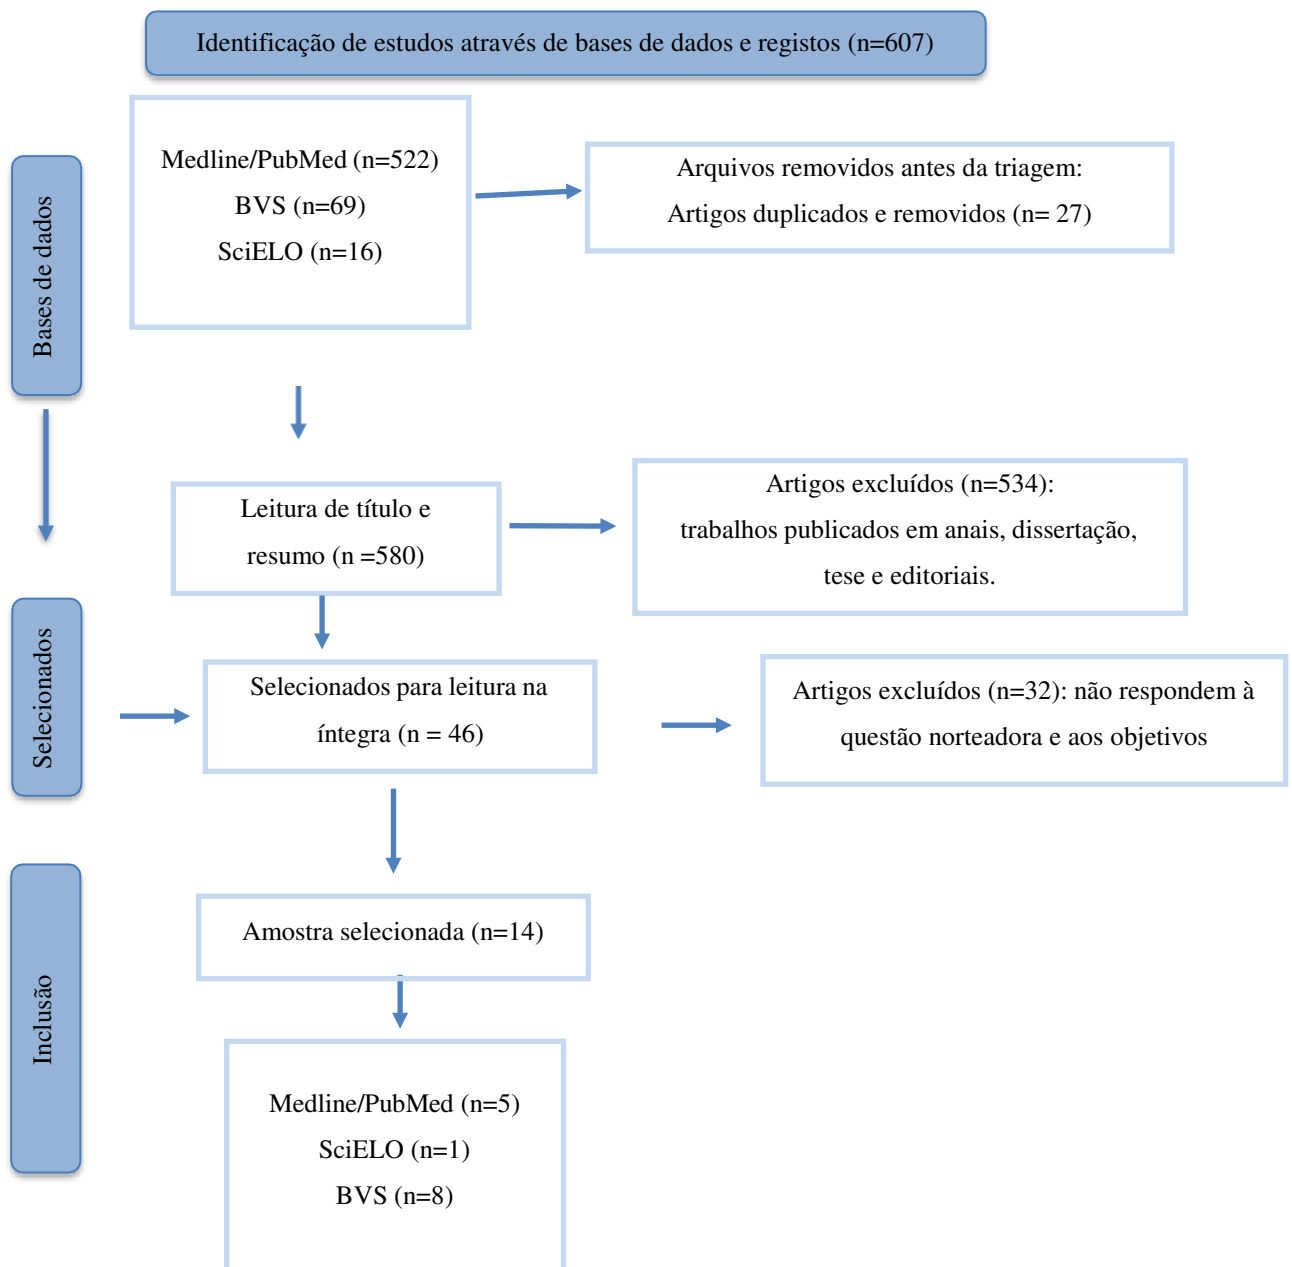 Identificação de estudos através de bases de dados e registos (n=607)
Bases de dados
Medline/PubMed (n=522)
BVS (n=69)
SciELO (n=16)
Arquivos removidos antes da triagem:
Artigos duplicados e removidos (n= 27)
Leitura de título e
resumo (n =580)
Artigos excluídos (n=534):
trabalhos publicados em anais, dissertação,
tese e editoriais.
Selecionados
Selecionados para leitura na
íntegra (n = 46)
Artigos excluídos (n=32): não respondem à
questão norteadora e aos objetivos
Inclusão
Amostra selecionada (n=14)
Medline/PubMed (n=5)
SciELO (n=1)
BVS (n=8)